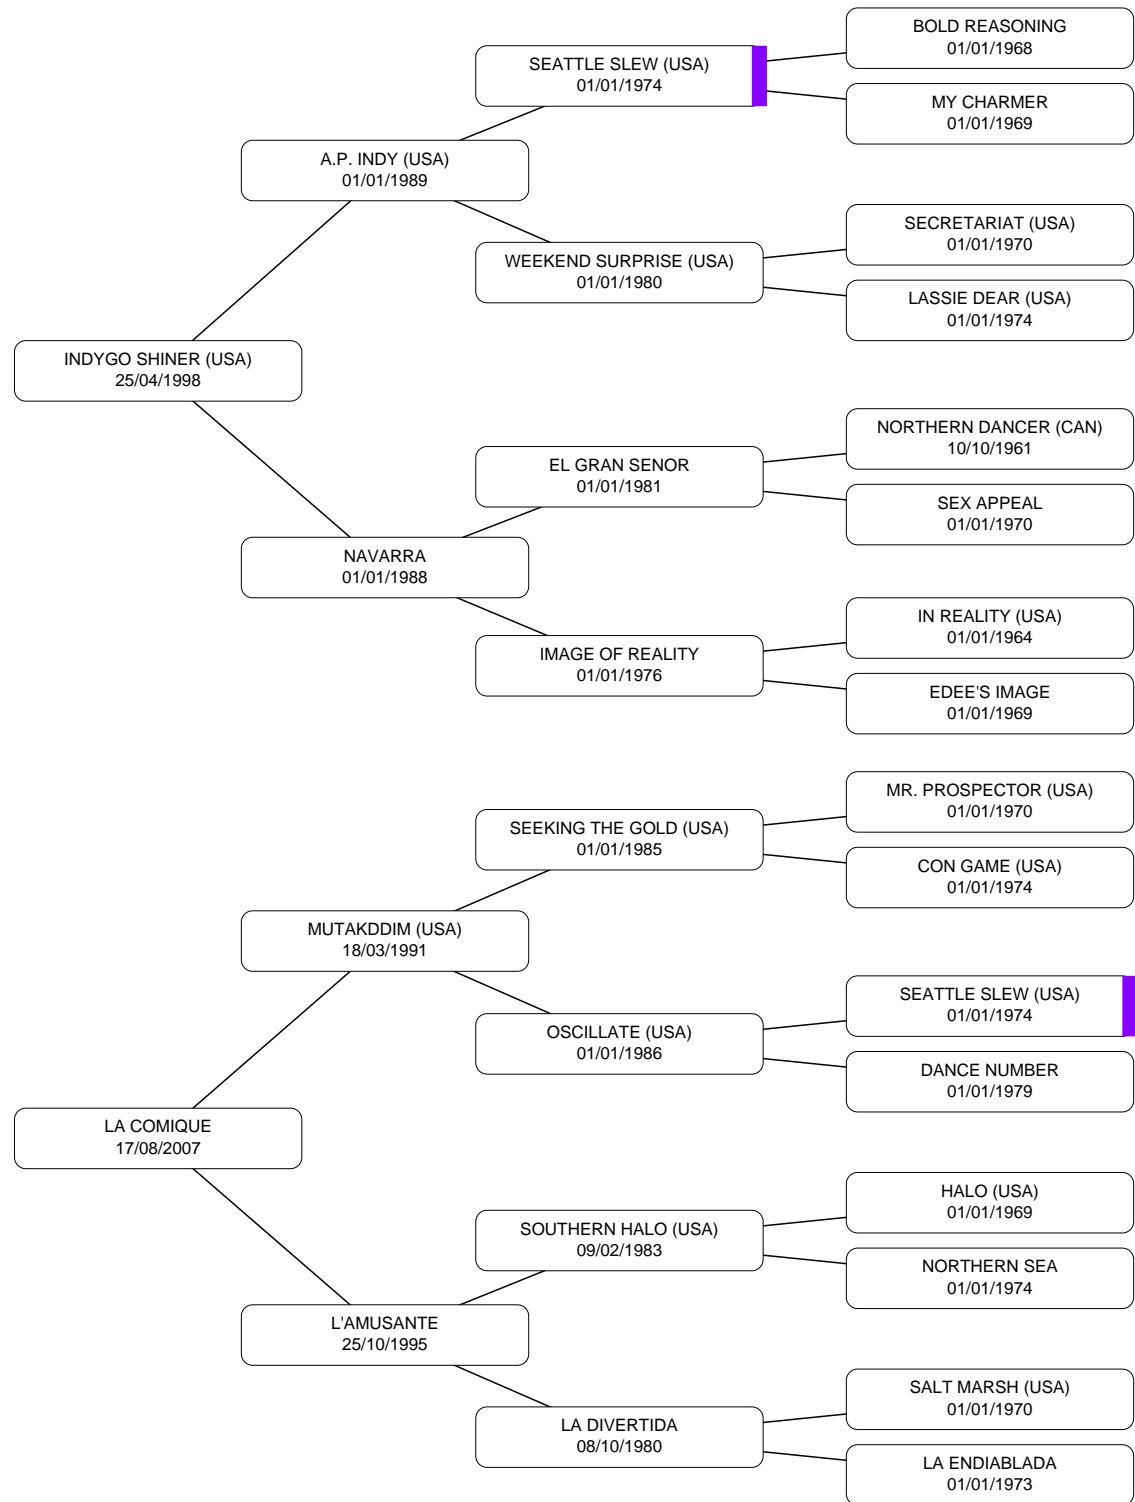 BOLD REASONING
01/01/1968
SEATTLE SLEW (USA)
01/01/1974
MY CHARMER
01/01/1969
A.P. INDY (USA)
01/01/1989
SECRETARIAT (USA)
01/01/1970
WEEKEND SURPRISE (USA)
01/01/1980
LASSIE DEAR (USA)
01/01/1974
INDYGO SHINER (USA)
25/04/1998
NORTHERN DANCER (CAN)
10/10/1961
EL GRAN SENOR
01/01/1981
SEX APPEAL
01/01/1970
NAVARRA
01/01/1988
IN REALITY (USA)
01/01/1964
IMAGE OF REALITY
01/01/1976
EDEE'S IMAGE
01/01/1969
MR. PROSPECTOR (USA)
01/01/1970
SEEKING THE GOLD (USA)
01/01/1985
CON GAME (USA)
01/01/1974
MUTAKDDIM (USA)
18/03/1991
SEATTLE SLEW (USA)
01/01/1974
OSCILLATE (USA)
01/01/1986
DANCE NUMBER
01/01/1979
LA COMIQUE
17/08/2007
HALO (USA)
01/01/1969
SOUTHERN HALO (USA)
09/02/1983
NORTHERN SEA
01/01/1974
L'AMUSANTE
25/10/1995
SALT MARSH (USA)
01/01/1970
LA DIVERTIDA
08/10/1980
LA ENDIABLADA
01/01/1973